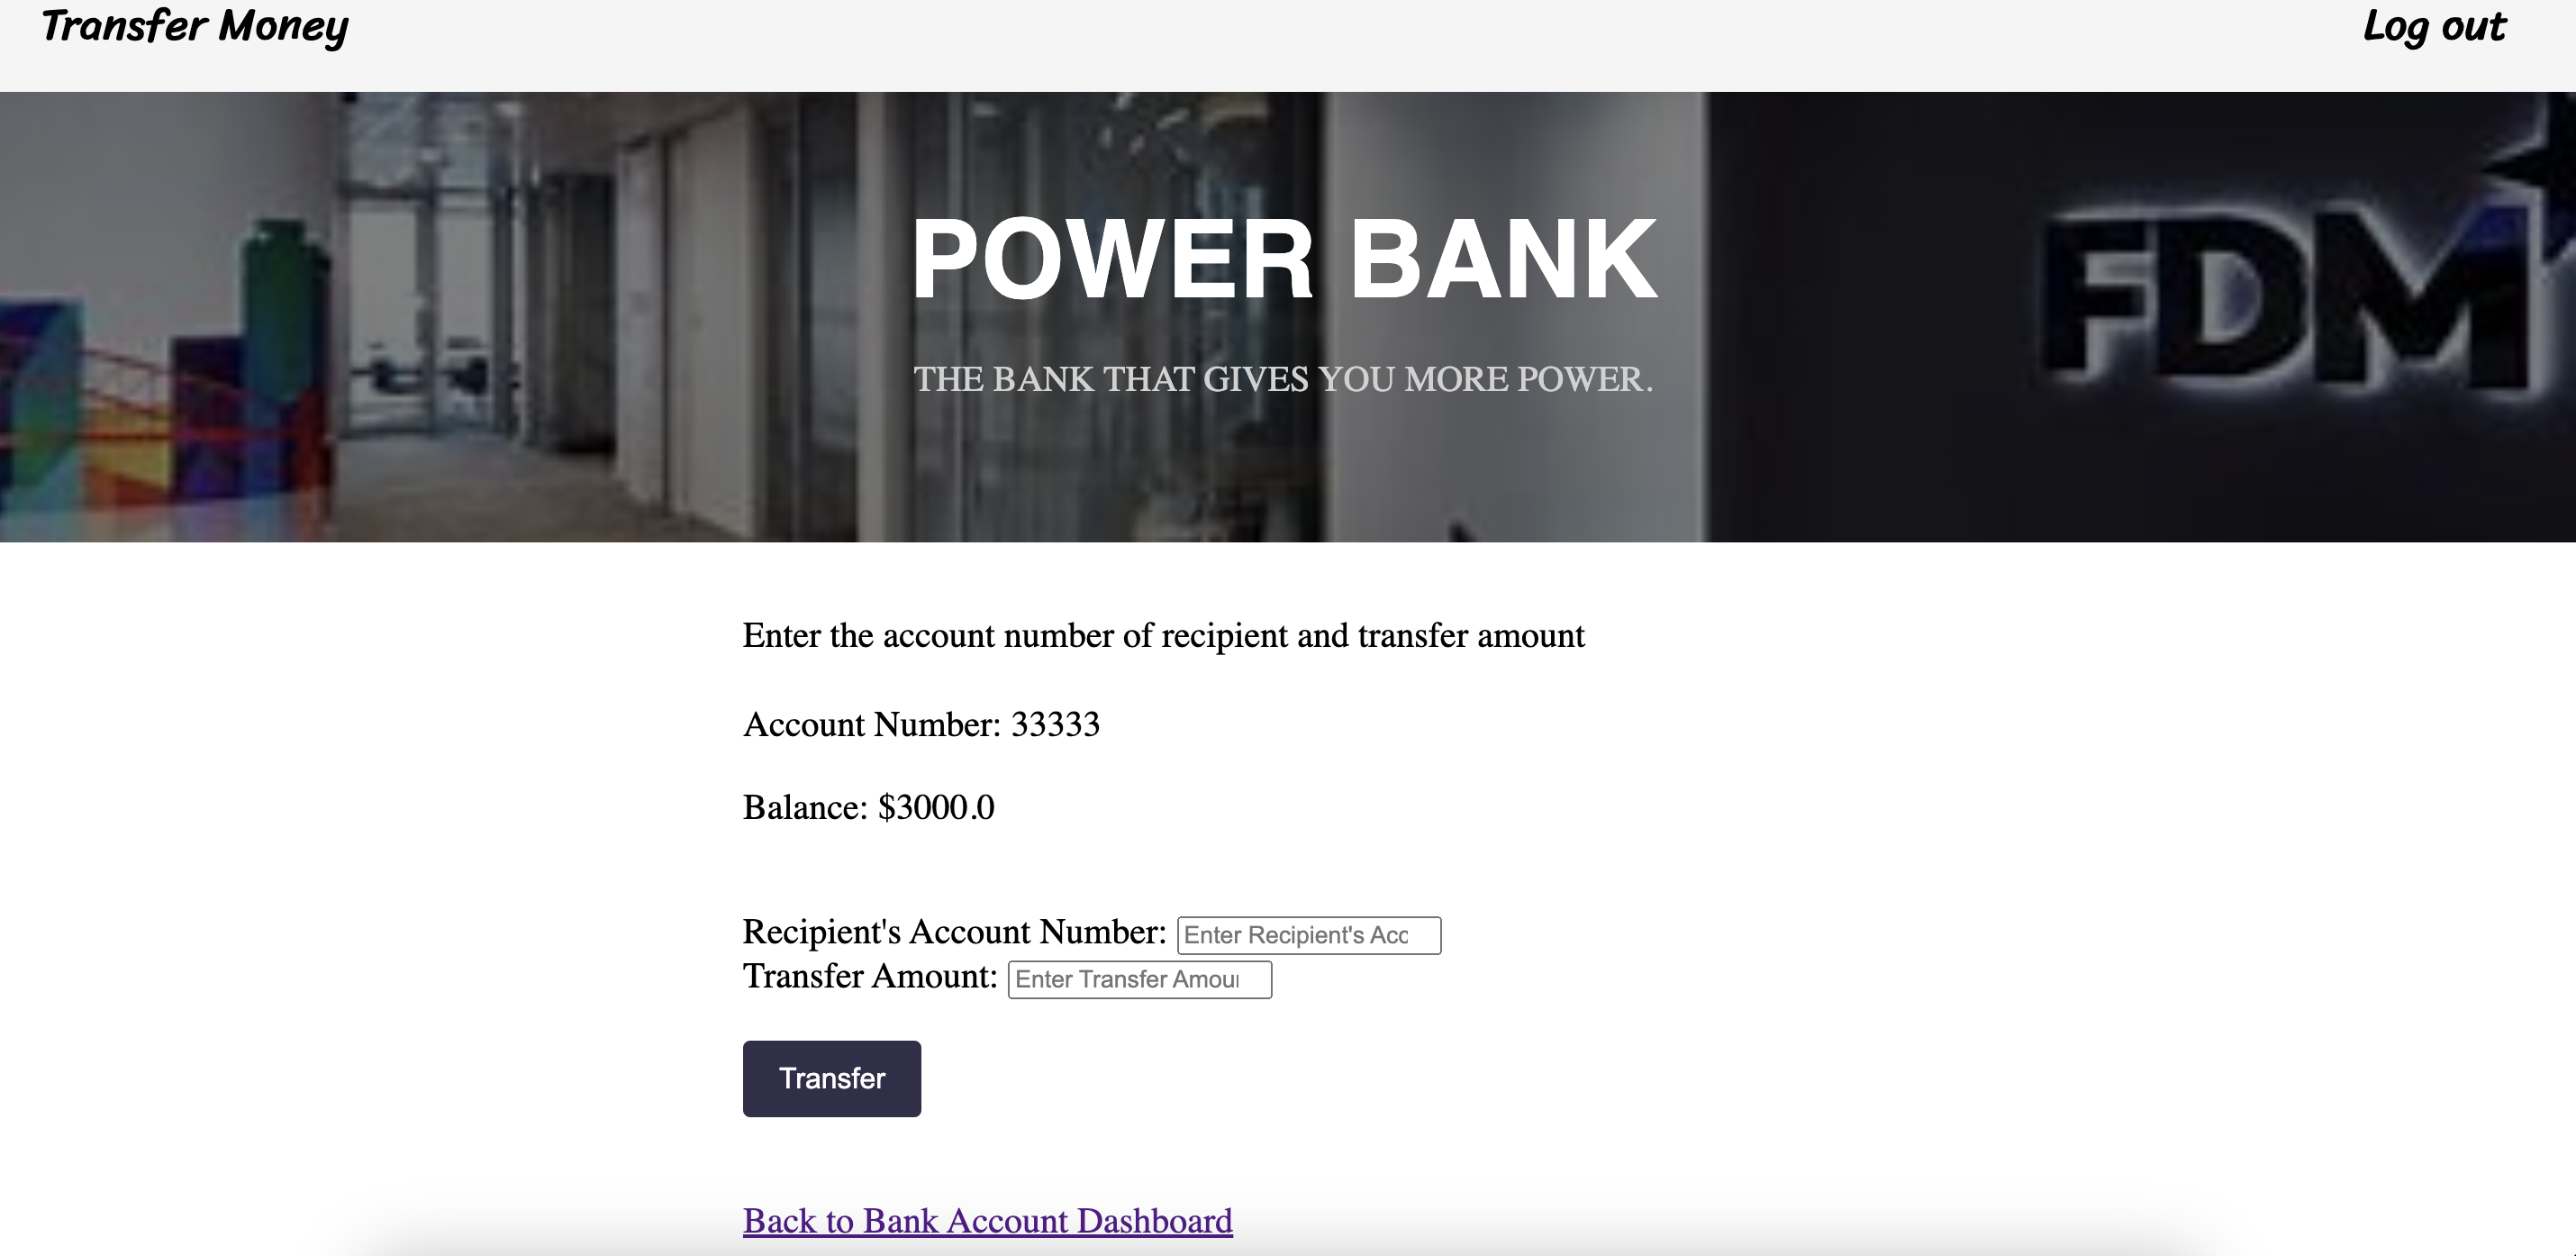 Transfer Money
Log out
POWER BANK
THE BANK THAT GIVES YOU MORE POWER.
FDM
Enter the account number of recipient and transfer amount
Account Number: 33333
Balance: $3000.0
Recipient's Account Number: Enter Recipient's Acc
Transfer Amount: Enter Transfer Amou
Transfer
Back to Bank Account Dashboard